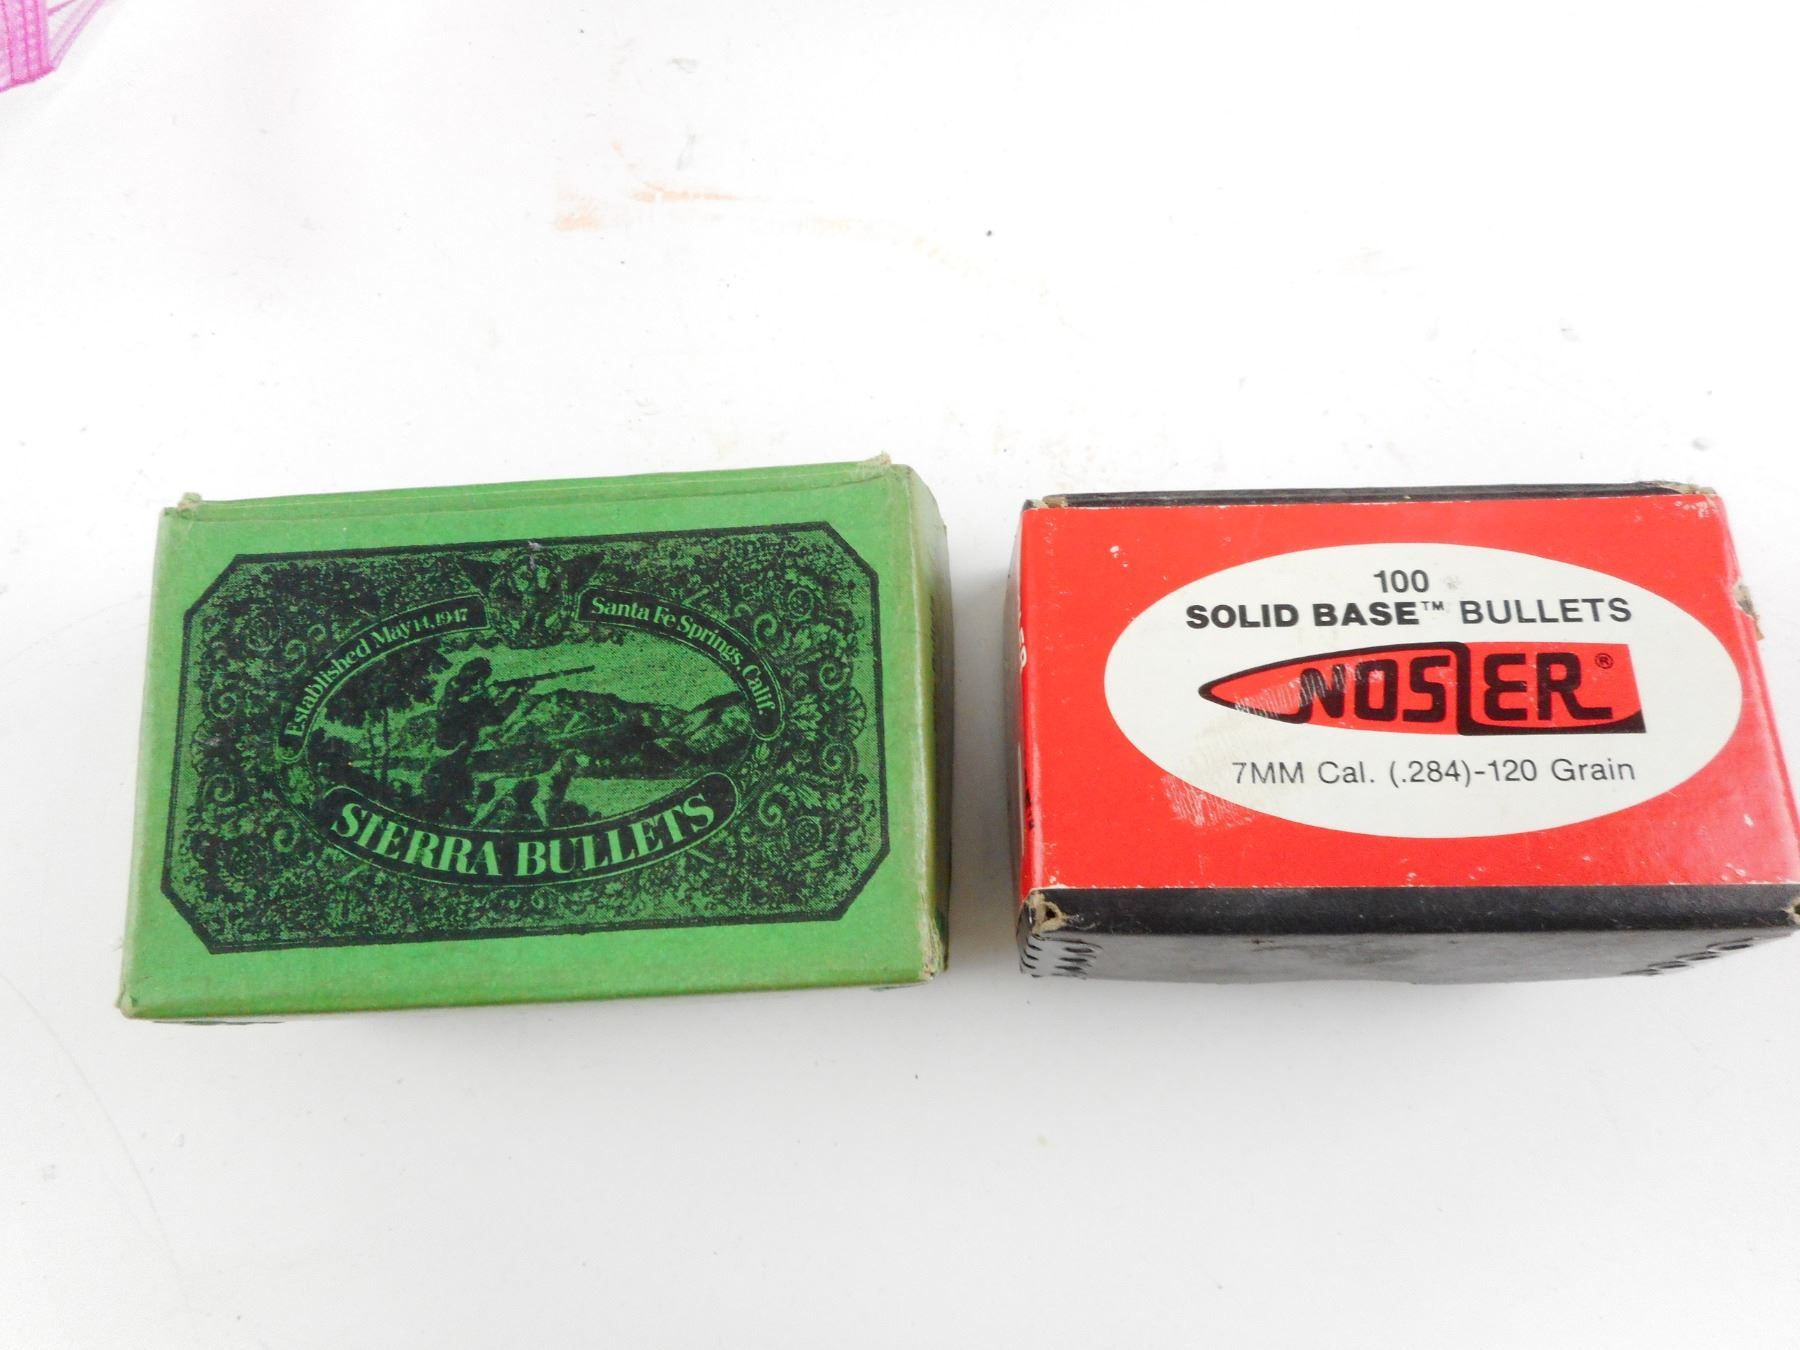 Established May 14, 1947
Santa Fe Springs, Calif.
SIERRA BULLETS
100
SOLID BASE™ BULLETS
NOSLER®
7MM Cal. (.284)-120 Grain